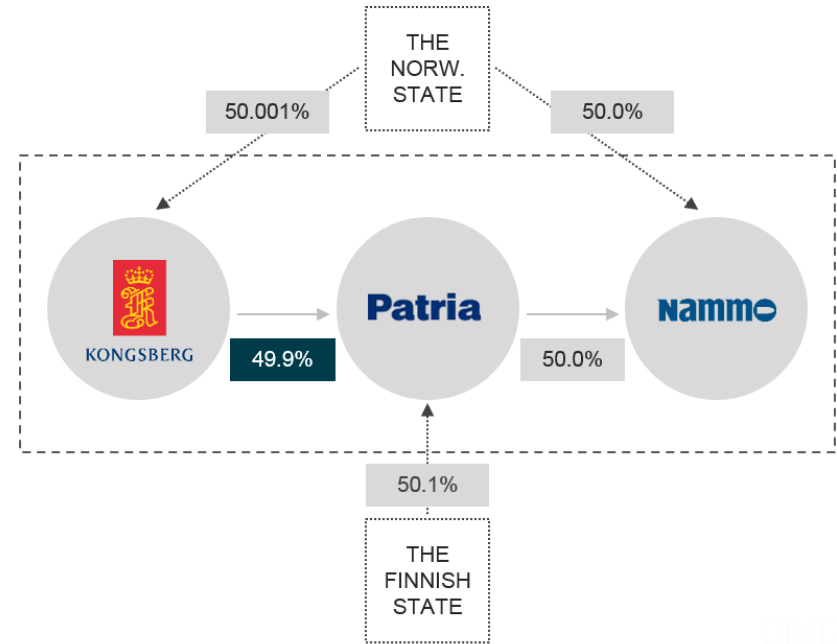 THE
NORW.
STATE
50.001%
50.0%
KONGSBERG
Patria
Nammo
49.9%
50.0%
50.1%
THE
FINNISH
STATE